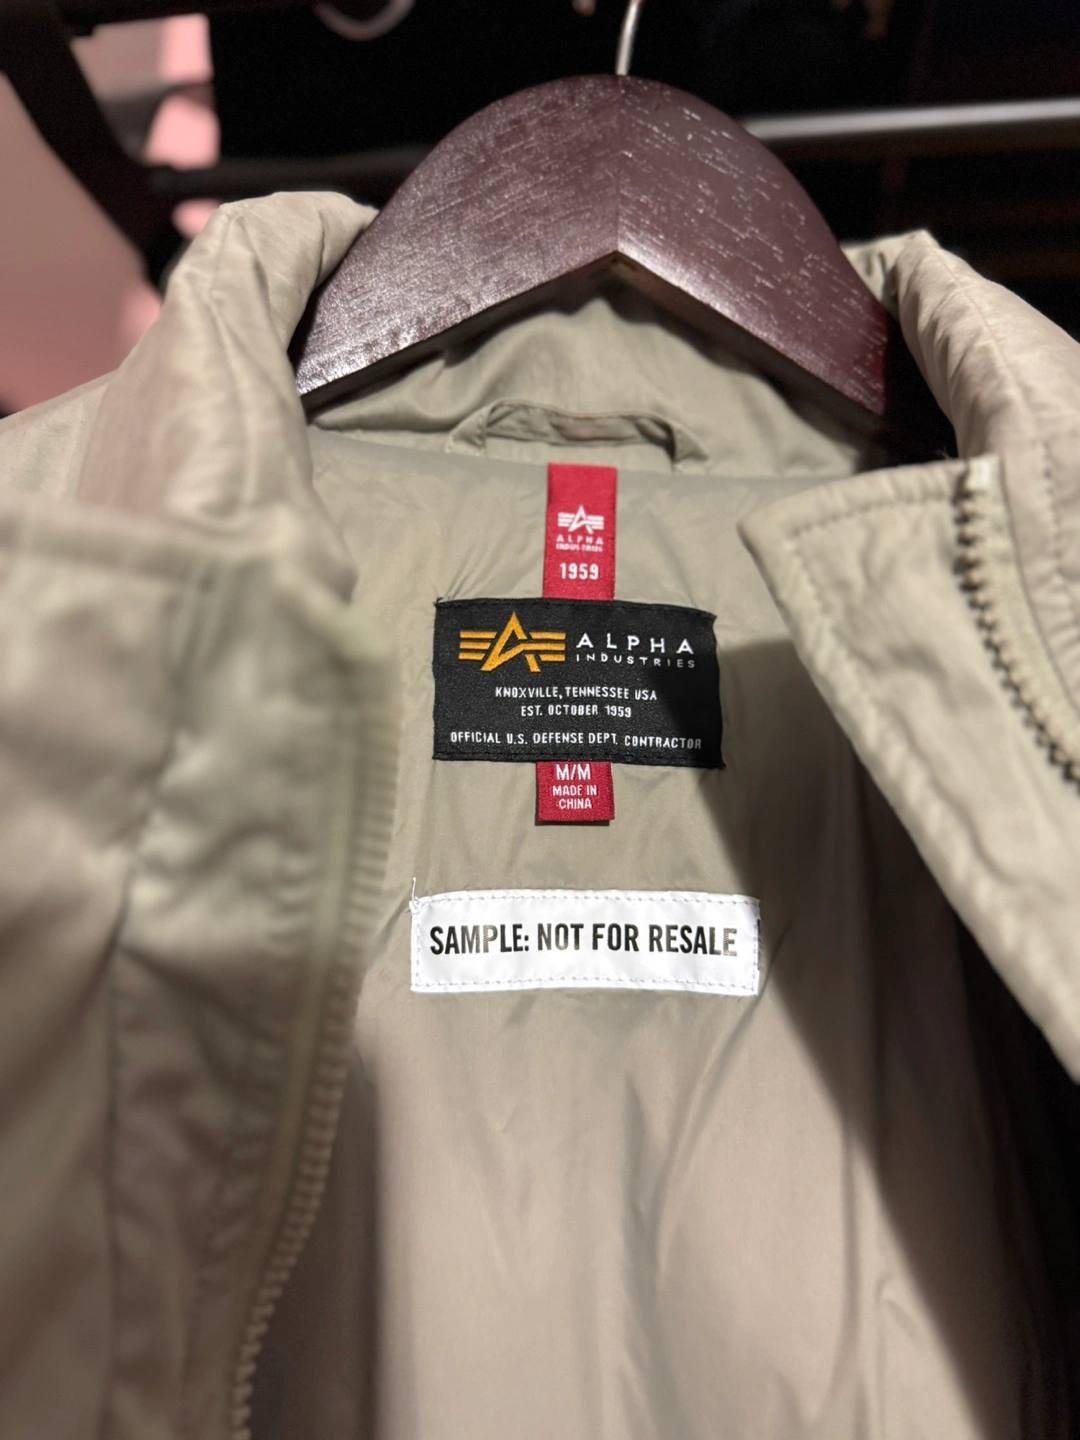 ALPHA
INDUSTRIES
1959
ALPHA
INDUSTRIES
KNOXVILLE, TENNESSEE USA
EST. OCTOBER 1959
OFFICIAL U.S. DEFENSE DEPT. CONTRACTOR
M/M
MADE IN
CHINA
SAMPLE: NOT FOR RESALE